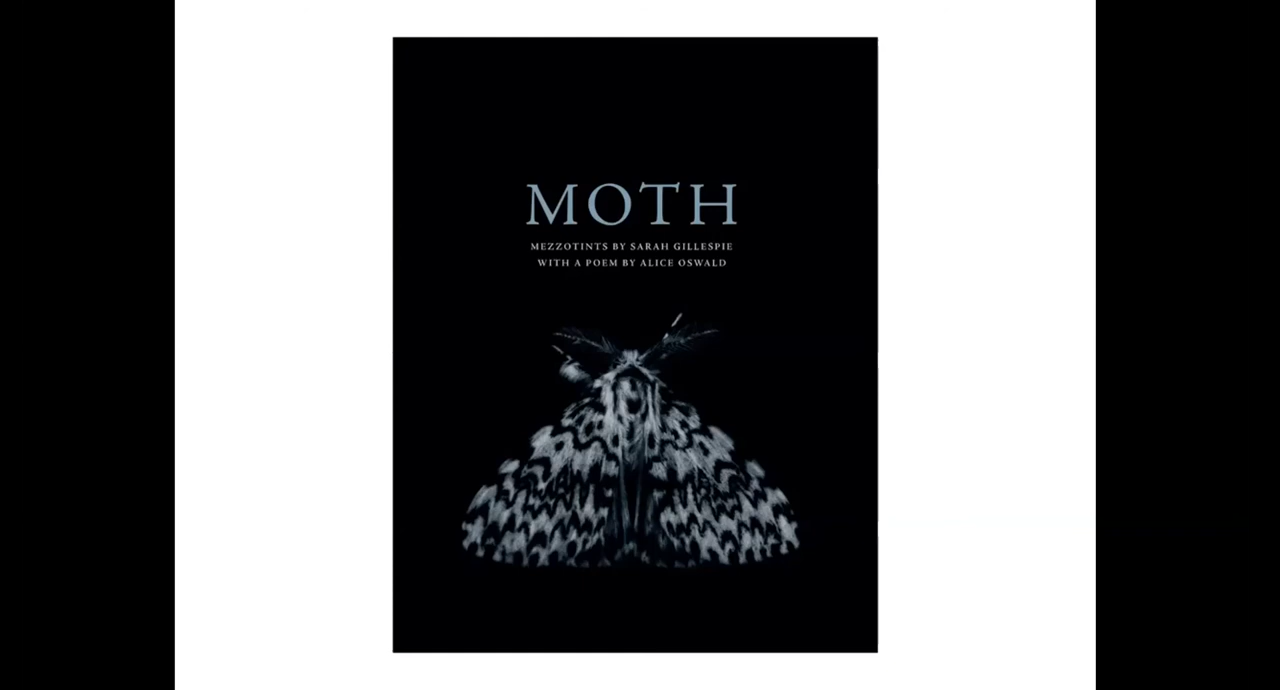 MOTH
MEZZOTINTS BY SARAH GILLESPIE
WITH A POEM BY ALICE OSWALD